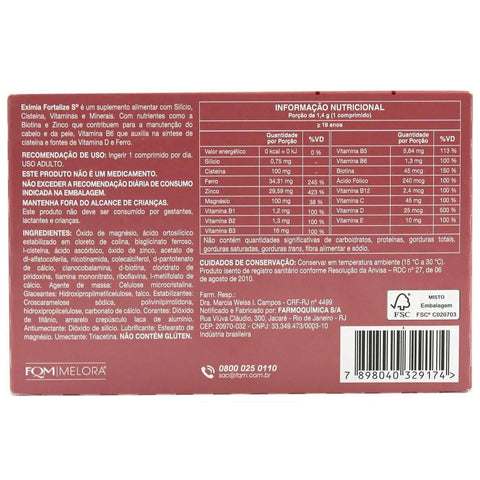 Exímia Fortalize S® é um suplemento alimentar com Silício,
Cisteína, Vitaminas e Minerais. Com nutrientes como a
Biotina e Zinco que contribuem para a manutenção do
cabelo e da pele, Vitamina B6 que auxilia na síntese de
cisteína e fontes de Vitamina D e Ferro.
RECOMENDAÇÃO DE USO: Ingerir 1 comprimido por dia.
USO ADULTO.
ESTE PRODUTO NÃO É UM MEDICAMENTO.
NÃO EXCEDER A RECOMENDAÇÃO DIÁRIA DE CONSUMO
INDICADA NA EMBALAGEM.
MANTENHA FORA DO ALCANCE DE CRIANÇAS.
Este produto não deve ser consumido por gestantes,
lactantes e crianças.
INGREDIENTES: Óxido de magnésio, ácido ortosilícico
estabilizado em colina, bisglicinato ferroso,
l-cisteína, ácido ascórbico, óxido de zinco, acetato de
dl-alfatocoferol, nicotinamida, colecalciferol, d-pantotenato
de cálcio, cianocobalamina, d-biotina, cloridrato de
piridoxina, tiamina mononitrato, riboflavina, l-metilfolato de
cálcio. Agente de Massa: Celulose microcristalina.
Glaceantes: Hidroxipropilmetilcelulose, talco. Estabilizantes:
Croscarmelose sódica, polivinilpirrolidona,
hidroxipropilcelulose, carbonato de cálcio. Corantes:
Dióxido de titânio, carmim, azul brilhante laca de alumínio.
Antiumectante: Dióxido de silício. Lubrificante: Estearato de
magnésio. Umectante: Triacetina. NÃO CONTÉM GLÚTEN.
FQM | MELORA
INFORMAÇÃO NUTRICIONAL
Porção de 1,4 g (1 comprimido)
≥ 19 anos
Quantidade por Porção %VD Quantidade por Porção %VD
Valor energético 0 kcal = 0 kJ 0 % Vitamina B5 5,64 mg 113 %
Silício 0,75 mg Vitamina B6 1,3 mg 100 %
Cisteína 100 mg Biotina 45 mcg 150 %
Ferro 34,31 mg 245 % Ácido Fólico 240 mcg 100 %
Zinco 29,59 mg 423 % Vitamina B12 2,4 mcg 100 %
Magnésio 100 mg 38 % Vitamina C 45 mg 100 %
Vitamina B1 1,2 mg 100 % Vitamina D 25 mcg 500 %
Vitamina B2 1,3 mg 100 % Vitamina E 10 mg 100 %
Vitamina B3 16 mg 100 %
Não contém quantidades significativas de carboidratos, proteínas, gorduras totais,
gorduras saturadas, gorduras trans, fibra alimentar e sódio.
CUIDADOS DE CONSERVAÇÃO: Conservar em temperatura ambiente (15 °C a 30 °C).
Produto isento de registro sanitário conforme Resolução da Anvisa – RDC n° 27, de 06
de agosto de 2010.
Farm. Resp.:
Dra. Marcia Weiss I. Campos - CRF-RJ n° 4499
Registrado e fabricado por: FARMOQUÍMICA S/A
Rua Viúva Cláudio, 300, Jacaré - Rio de Janeiro - RJ
CEP: 20970-032 - CNPJ: 33.349.473/0003-10
Indústria brasileira
0800 025 0110
sac@fqm.com.br
FSC
MISTO
Embalagem
FSC® C020703
7 898040 329174 >